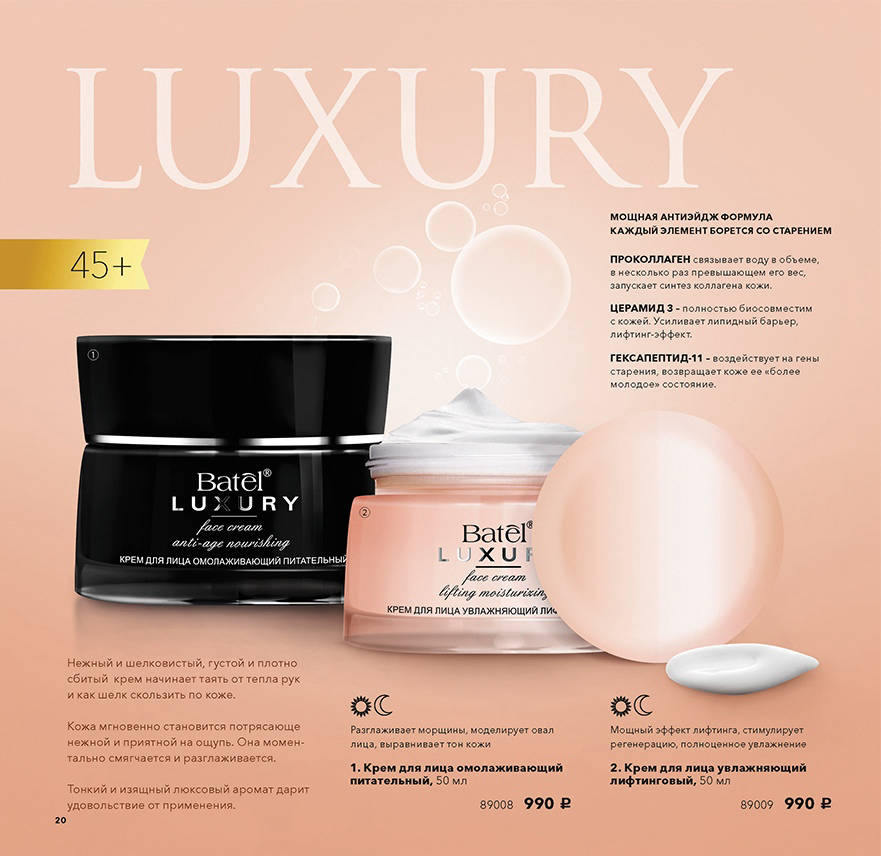 LUXURY
45+
МОЩНАЯ АНТИЭЙДЖ ФОРМУЛА
КАЖДЫЙ ЭЛЕМЕНТ БОРЕТСЯ СО СТАРЕНИЕМ
ПРОКОЛЛАГЕН связывает воду в объеме,
в несколько раз превышающем его вес,
запускает синтез коллагена кожи.
ЦЕРАМИД 3 – полностью биосовместим
с кожей. Усиливает липидный барьер,
лифтинг-эффект.
ГЕКСАПЕПТИД-11 – воздействует на гены
старения, возвращает коже ее «более
молодое» состояние.
1
Batel®
LUXURY
face cream
anti-age nourishing
КРЕМ ДЛЯ ЛИЦА ОМОЛАЖИВАЮЩИЙ ПИТАТЕЛЬНЫЙ
2
Batel®
LUXUR
face cream
lifting moisturizing
КРЕМ ДЛЯ ЛИЦА УВЛАЖНЯЮЩИЙ ЛИФ
Нежный и шелковистый, густой и плотно
сбитый крем начинает таять от тепла рук
и как шелк скользить по коже.
Кожа мгновенно становится потрясающе
нежной и приятной на ощупь. Она момен-
тально смягчается и разглаживается.
Тонкий и изящный люксовый аромат дарит
удовольствие от применения.
Разглаживает морщины, моделирует овал
лица, выравнивает тон кожи
1. Крем для лица омолаживающий
питательный, 50 мл
89008 990 ₽
Мощный эффект лифтинга, стимулирует
регенерацию, полноценное увлажнение
2. Крем для лица увлажняющий
лифтинговый, 50 мл
89009 990 ₽
20